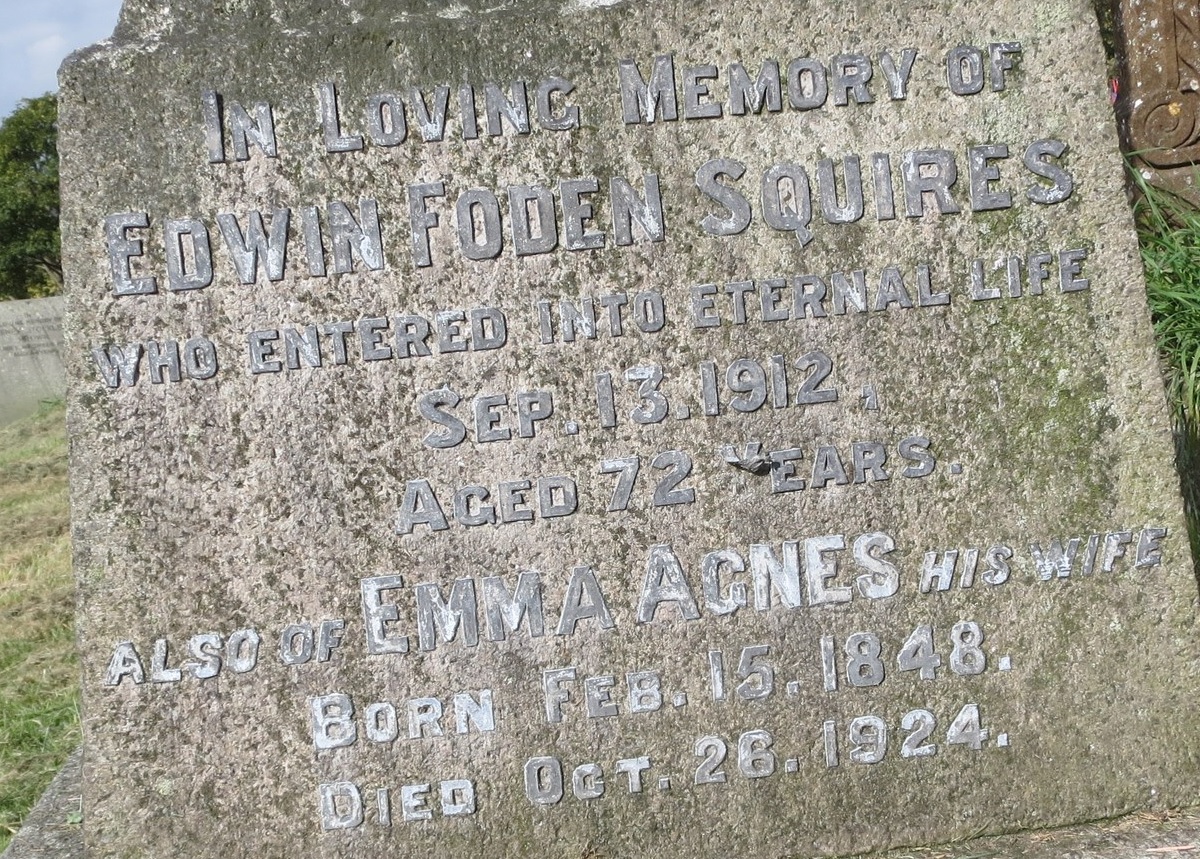 IN LOVING MEMORY OF
EDWIN FODEN SQUIRES
WHO ENTERED INTO ETERNAL LIFE
SEP. 13. 1912,
AGED 72 YEARS.
ALSO OF EMMA AGNES HIS WIFE
BORN FEB. 15. 1848.
DIED OCT. 26. 1924.